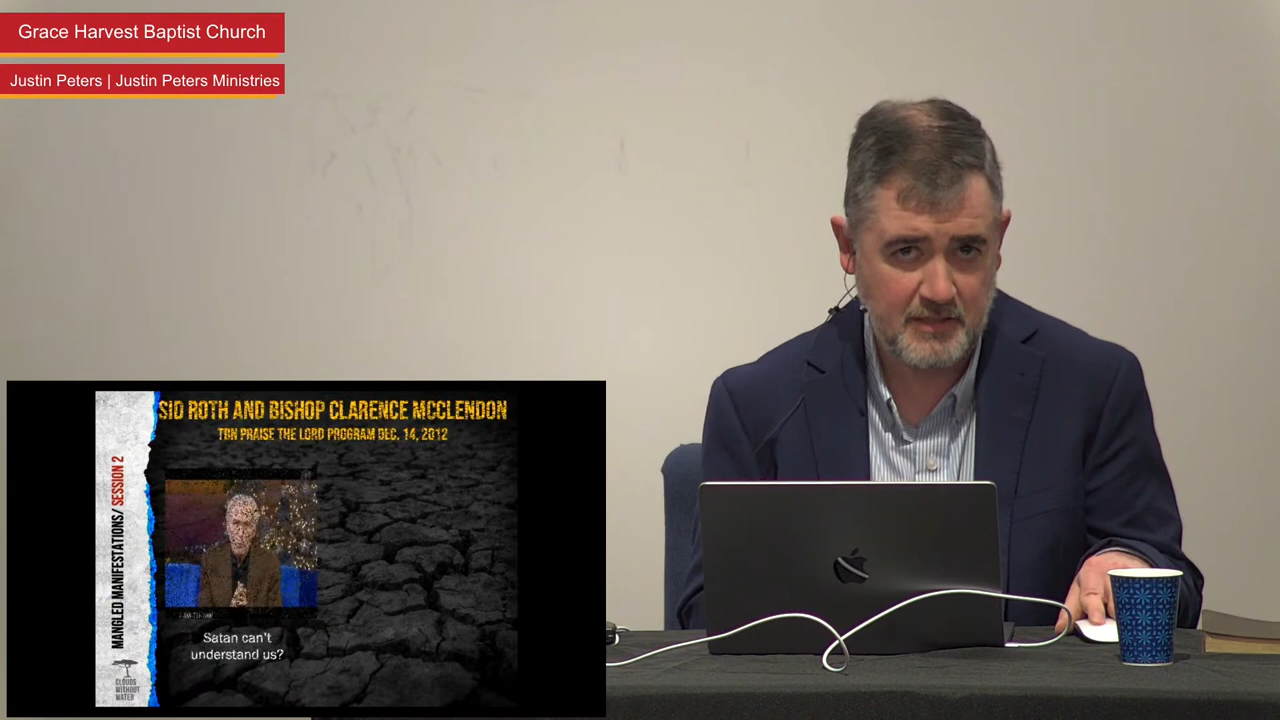 Grace Harvest Baptist Church
Justin Peters | Justin Peters Ministries
SID ROTH AND BISHOP CLARENCE MCCLENDON
TBN PRAISE THE LORD PROGRAM DEC. 14, 2012
MANGLED MANIFESTATIONS/ SESSION 2
Satan can't
understand us?
CLOUDS
WITHOUT
WATER